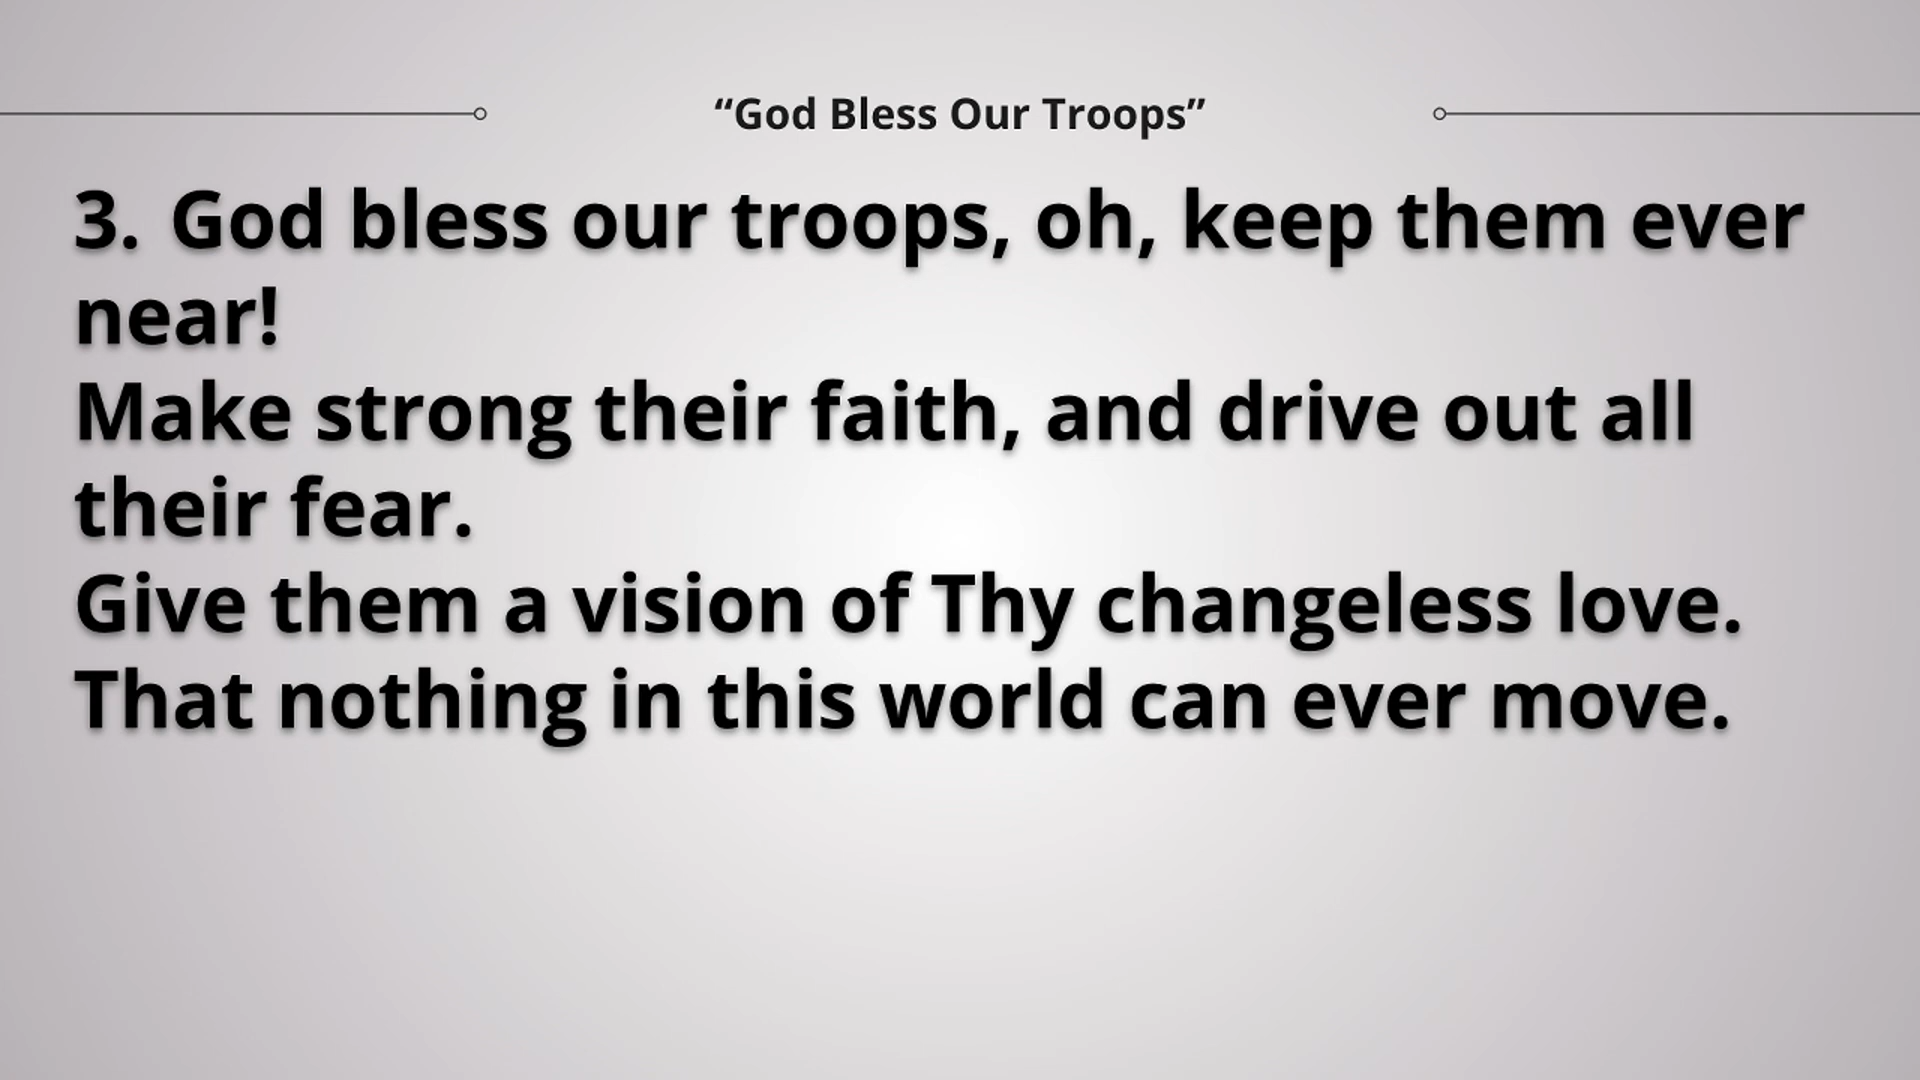 “God Bless Our Troops”
3. God bless our troops, oh, keep them ever
near!
Make strong their faith, and drive out all
their fear.
Give them a vision of Thy changeless love.
That nothing in this world can ever move.